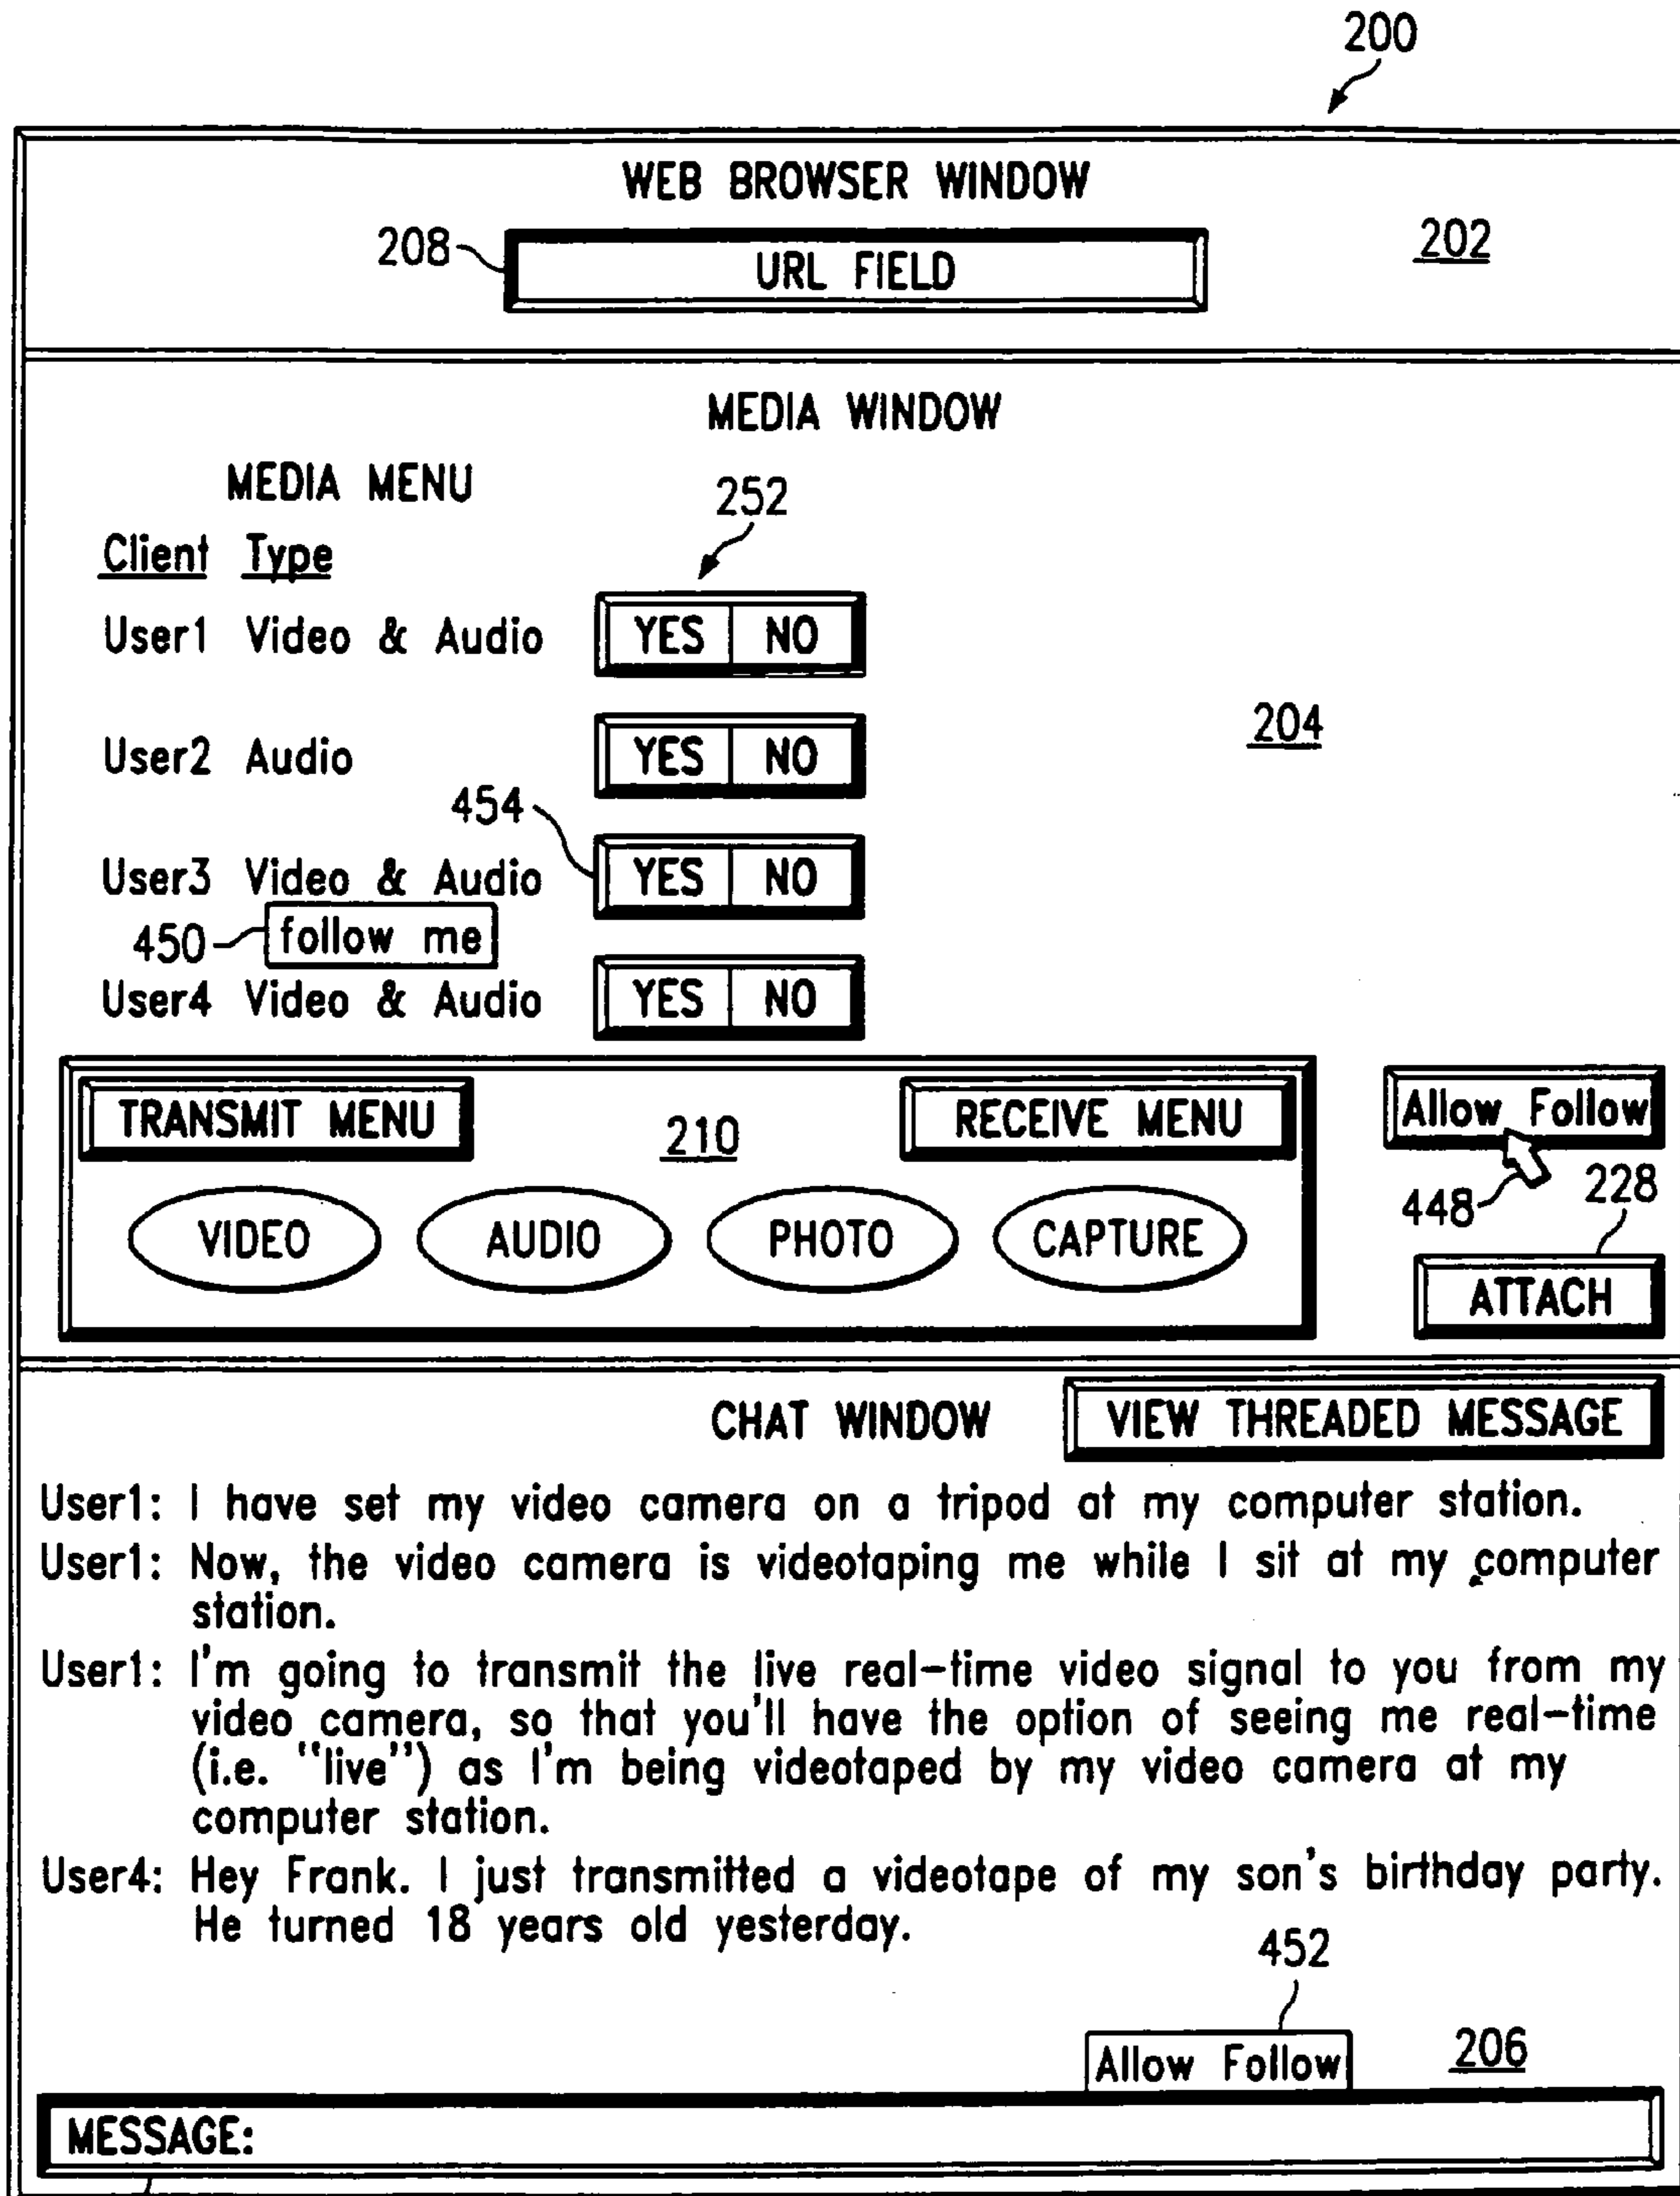 200
WEB BROWSER WINDOW
208
URL FIELD
202
MEDIA WINDOW
MEDIA MENU
252
Client Type
User1 Video & Audio YES NO
User2 Audio YES NO
204
454
User3 Video & Audio YES NO
450 follow me
User4 Video & Audio YES NO
TRANSMIT MENU 210 RECEIVE MENU
Allow Follow
448 228
VIDEO AUDIO PHOTO CAPTURE
ATTACH
CHAT WINDOW VIEW THREADED MESSAGE
User1: I have set my video camera on a tripod at my computer station.
User1: Now, the video camera is videotaping me while I sit at my computer
station.
User1: I'm going to transmit the live real-time video signal to you from my
video camera, so that you'll have the option of seeing me real-time
(i.e. "live") as I'm being videotaped by my video camera at my
computer station.
User4: Hey Frank. I just transmitted a videotape of my son's birthday party.
He turned 18 years old yesterday.
452
Allow Follow 206
MESSAGE: